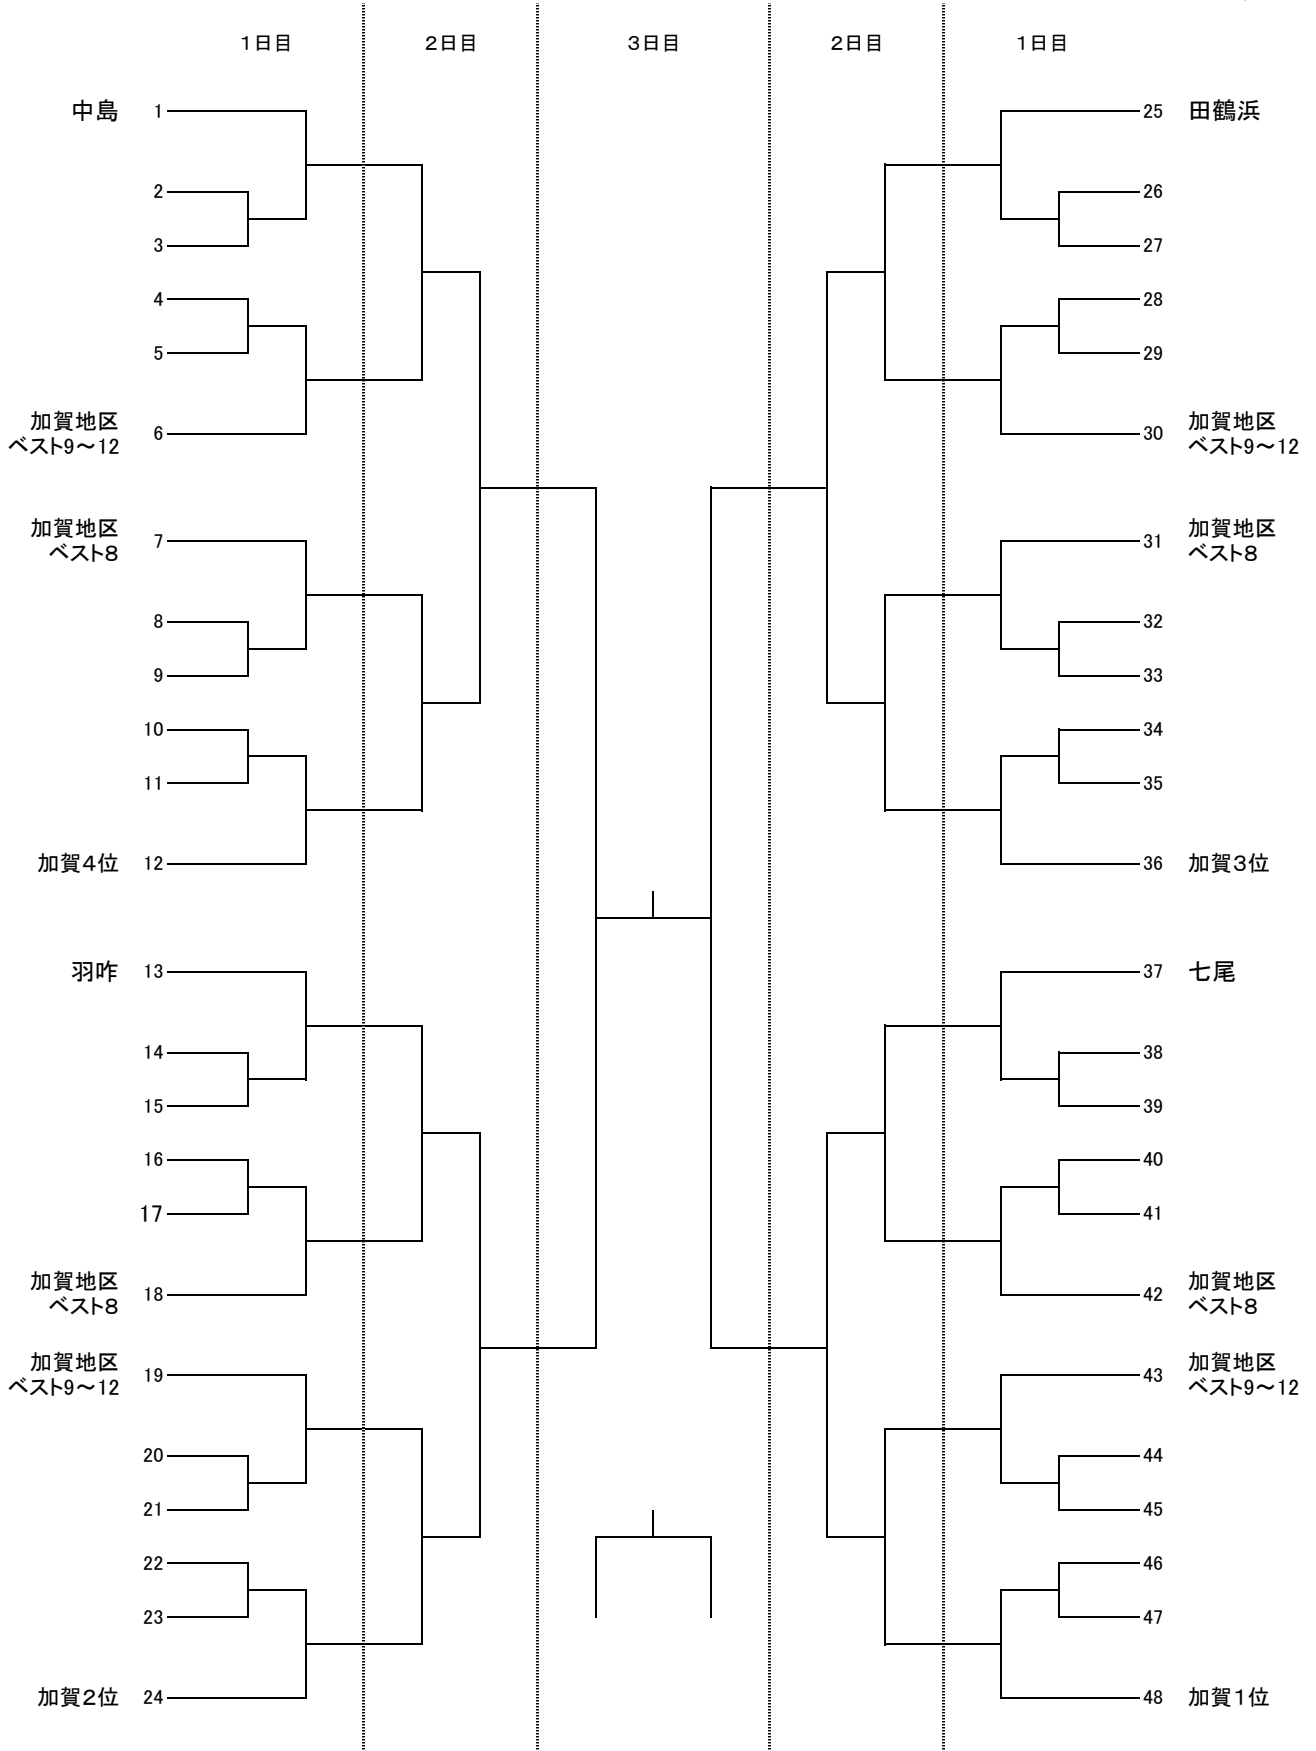 1日目 2日目 3日目 2日目 1日目
中島 1
2
3
4
5
加賀地区
ベスト9～12 6
加賀地区
ベスト8 7
8
9
10
11
加賀4位 12
羽咋 13
14
15
16
17
加賀地区
ベスト8 18
加賀地区
ベスト9～12 19
20
21
22
23
加賀2位 24
25 田鶴浜
26
27
28
29
30 加賀地区
ベスト9～12
31 加賀地区
ベスト8
32
33
34
35
36 加賀3位
37 七尾
38
39
40
41
42 加賀地区
ベスト8
43 加賀地区
ベスト9～12
44
45
46
47
48 加賀1位